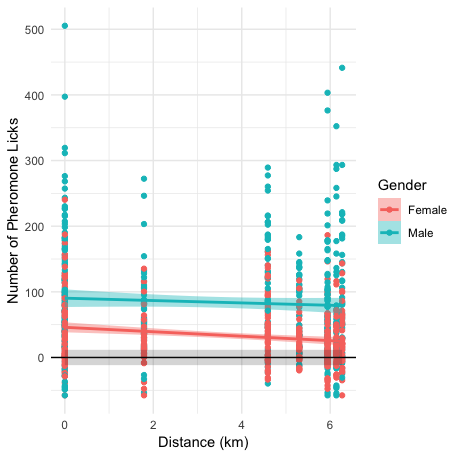 500
400
300
200
100
0
Number of Pheromone Licks
0 2 4 6
Distance (km)
Gender
Female
Male